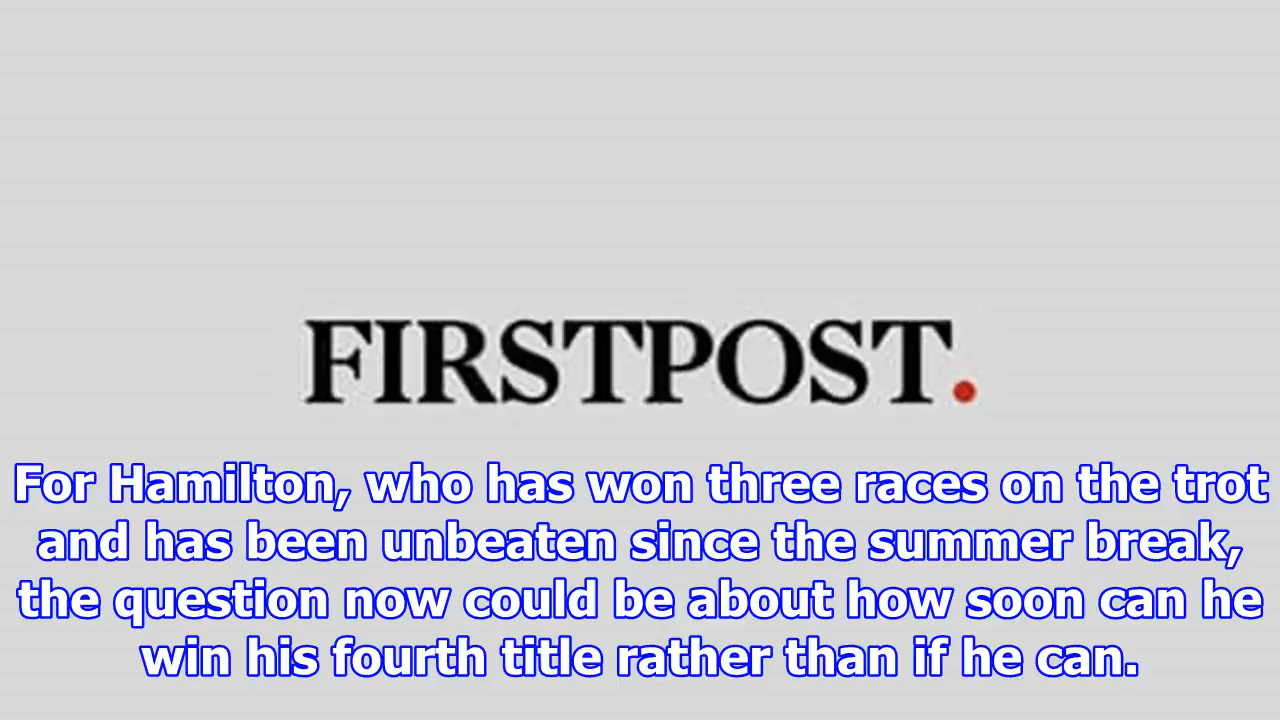 FIRSTPOST.
For Hamilton, who has won three races on the trot
and has been unbeaten since the summer break,
the question now could be about how soon can he
win his fourth title rather than if he can.